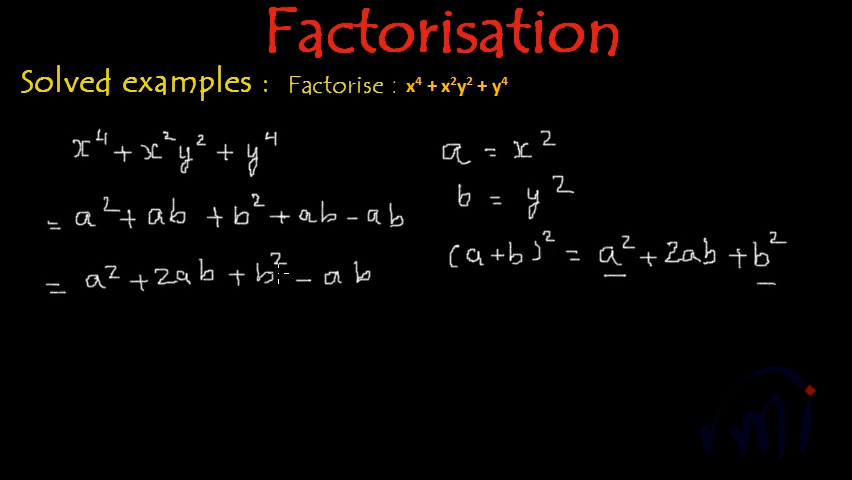 Factorisation
Solved examples : Factorise : x⁴ + x²y² + y⁴
x⁴ + x²y² + y⁴
a = x²
b = y²
= a² + ab + b² + ab - ab
(a + b)² = a² + 2ab + b²
= a² + 2ab + b² - ab
vmi